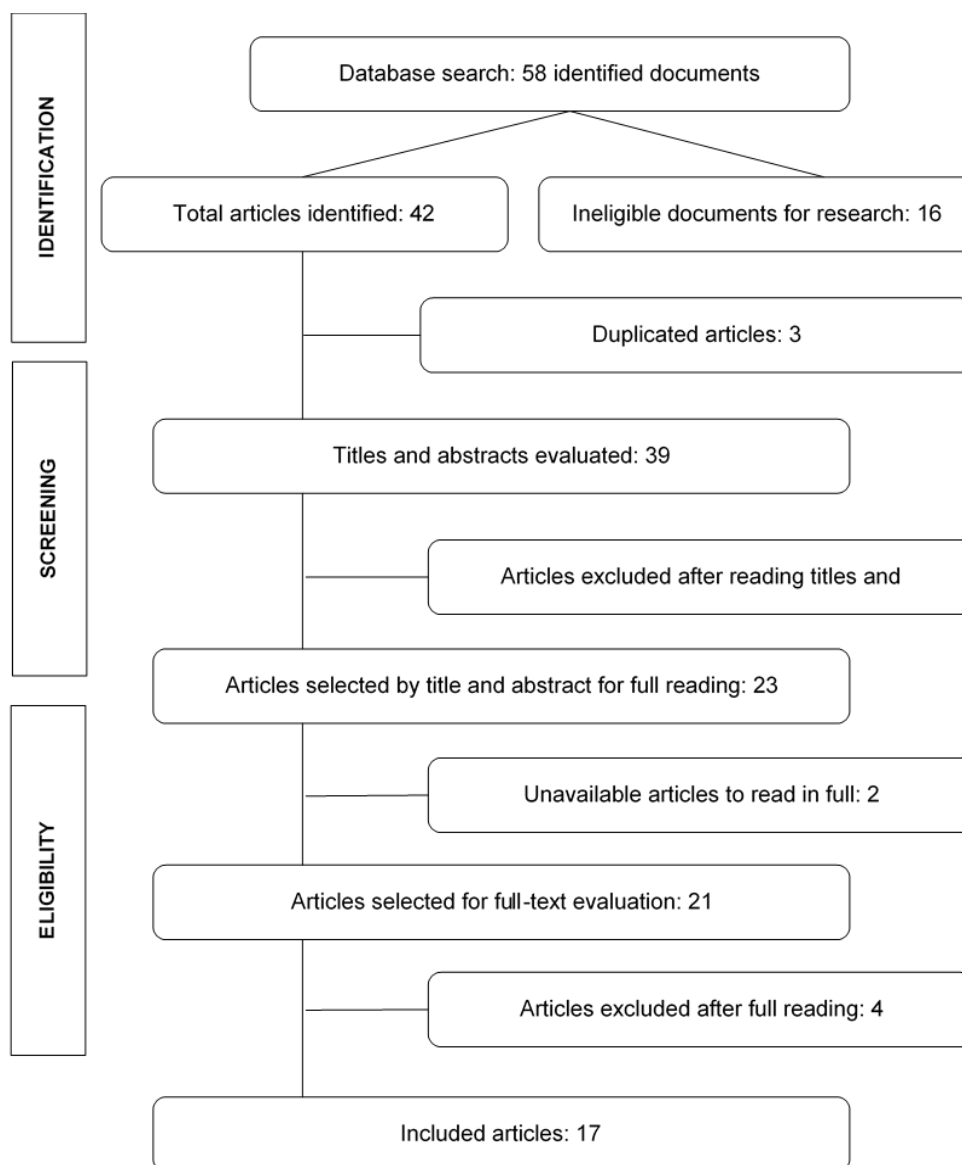 IDENTIFICATION
Database search: 58 identified documents
Total articles identified: 42
Ineligible documents for research: 16
Duplicated articles: 3
SCREENING
Titles and abstracts evaluated: 39
Articles excluded after reading titles and
Articles selected by title and abstract for full reading: 23
ELIGIBILITY
Unavailable articles to read in full: 2
Articles selected for full-text evaluation: 21
Articles excluded after full reading: 4
Included articles: 17